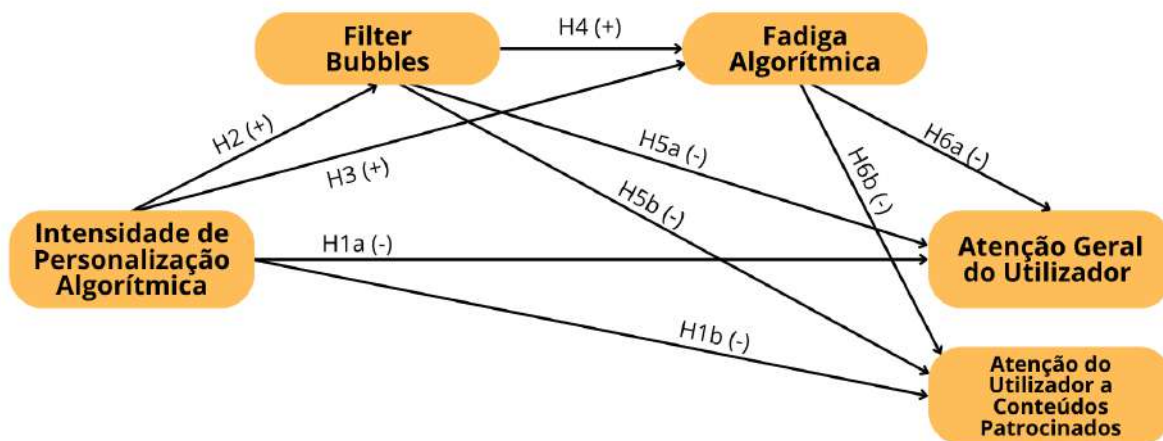 Filter
Bubbles
H4 (+)
Fadiga
Algorítmica
H2 (+)
H3 (+)
H5a (-)
H6a (-)
H6b (-)
H5b (-)
Intensidade de
Personalização
Algorítmica
H1a (-)
Atenção Geral
do Utilizador
H1b (-)
Atenção do
Utilizador a
Conteúdos
Patrocinados